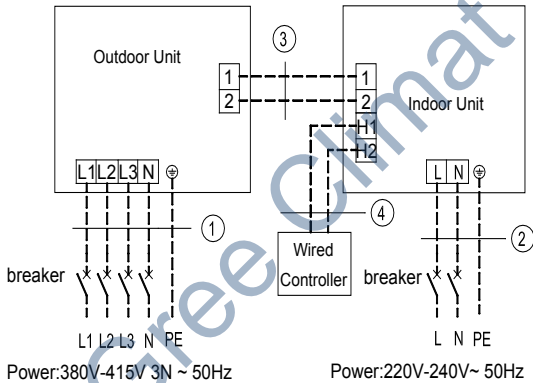 Outdoor Unit
1
2
L1 L2 L3 N
③
1
2
H1
H2
Indoor Unit
L N
①
breaker
L1 L2 L3 N PE
Power:380V-415V 3N ~ 50Hz
④
Wired
Controller
②
breaker
L N PE
Power:220V-240V~ 50Hz
Gree Climat